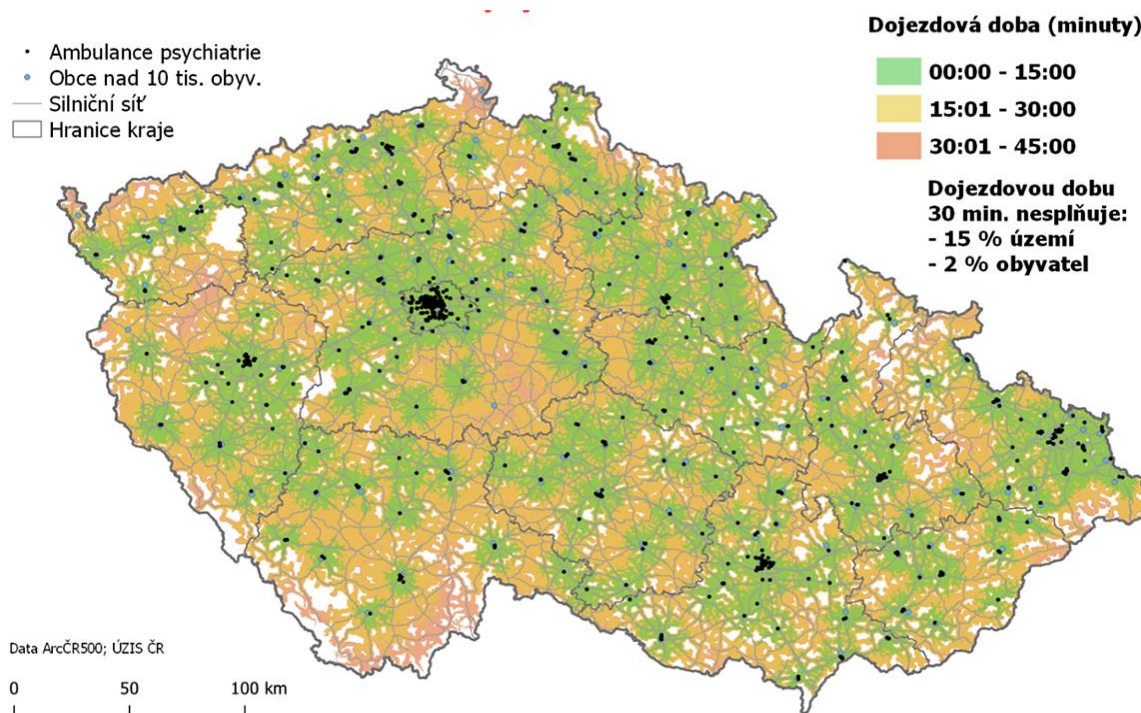 Ambulance psychiatrie
Obce nad 10 tis. obyv.
Silniční síť
Hranice kraje
Dojezdová doba (minuty)
00:00 - 15:00
15:01 - 30:00
30:01 - 45:00
Dojezdovou dobu
30 min. nesplňuje:
- 15 % území
- 2 % obyvatel
Data ArcČR500; ÚZIS ČR
0 50 100 km